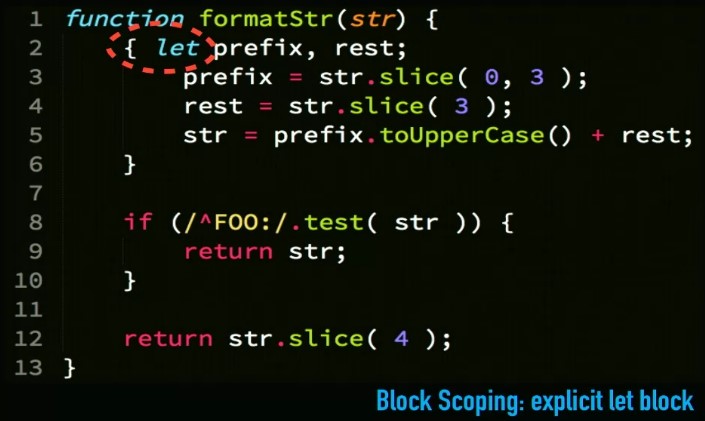 1 function formatStr(str) {
2 { let prefix, rest;
3 prefix = str.slice( 0, 3 );
4 rest = str.slice( 3 );
5 str = prefix.toUpperCase() + rest;
6 }
7
8 if (/^FOO:/.test( str )) {
9 return str;
10 }
11
12 return str.slice( 4 );
13 }
Block Scoping: explicit let block